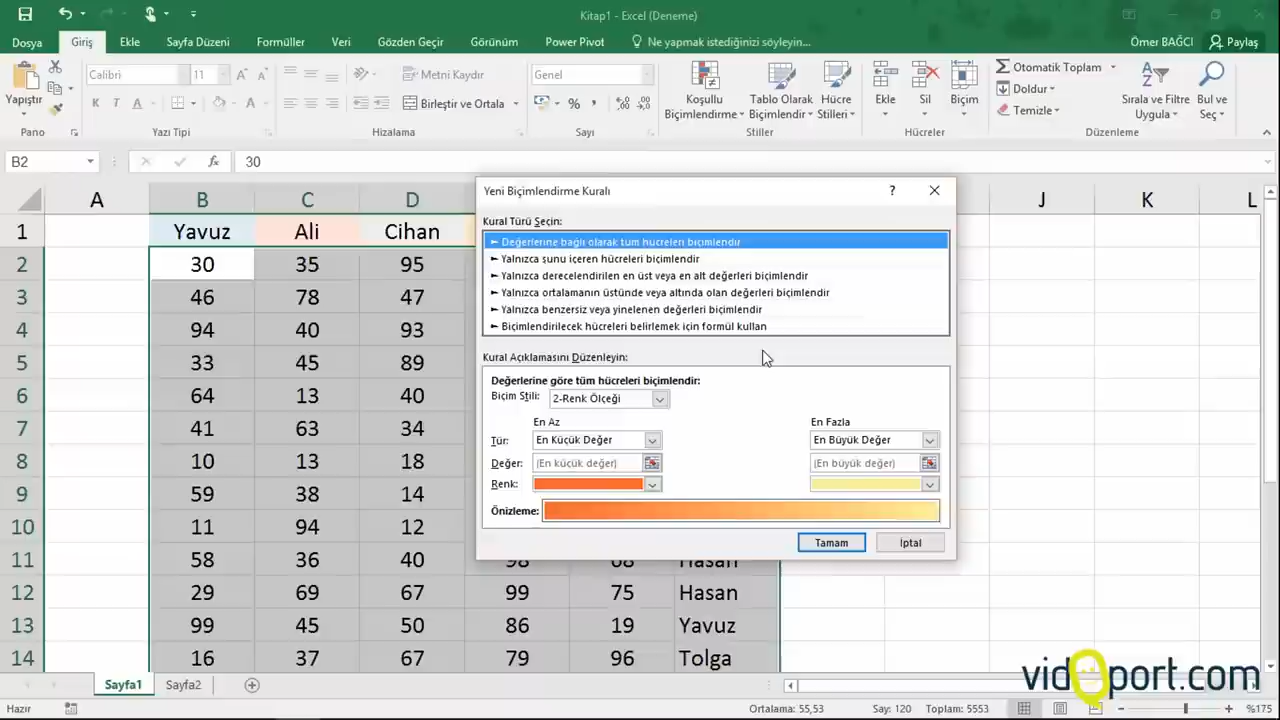 Kitap1 - Excel (Deneme)
Dosya Giriş Ekle Sayfa Düzeni Formüller Veri Gözden Geçir Görünüm Power Pivot Ne yapmak istediğinizi söyleyin... Ömer BAĞCI Paylaş
Yapıştır
Calibri 11
K T A
Metni Kaydır
Birleştir ve Ortala
Genel
Koşullu Biçimlendirme
Tablo Olarak Biçimlendir
Hücre Stilleri
Ekle Sil Biçim
Otomatik Toplam
Doldur
Temizle
Sırala ve Filtre Uygula
Bul ve Seç
Pano Yazı Tipi Hizalama Sayı Stiller Hücreler Düzenleme
B2 fx 30
A B C D J K L
1 Yavuz Ali Cihan
2 30 35 95
3 46 78 47
4 94 40 93
5 33 45 89
6 64 13 40
7 41 63 34
8 10 13 18
9 59 38 14
10 11 94 12
11 58 36 40 98 68 Hasan
12 29 69 67 99 75 Hasan
13 99 45 50 86 19 Yavuz
14 16 37 67 79 96 Tolga
Yeni Biçimlendirme Kuralı ?
Kural Türü Seçin:
► Değerlerine bağlı olarak tüm hücreleri biçimlendir
► Yalnızca şunu içeren hücreleri biçimlendir
► Yalnızca derecelendirilen en üst veya en alt değerleri biçimlendir
► Yalnızca ortalamanın üstünde veya altında olan değerleri biçimlendir
► Yalnızca benzersiz veya yinelenen değerleri biçimlendir
► Biçimlendirilecek hücreleri belirlemek için formül kullan
Kural Açıklamasını Düzenleyin:
Değerlerine göre tüm hücreleri biçimlendir:
Biçim Stili: 2-Renk Ölçeği
En Az En Fazla
Tür: En Küçük Değer En Büyük Değer
Değer: (En küçük değer) (En büyük değer)
Renk:
Önizleme:
Tamam İptal
Sayfa1 Sayfa2
vidoport.com
Hazır Ortalama: 55,53 Say: 120 Toplam: 5553 %175